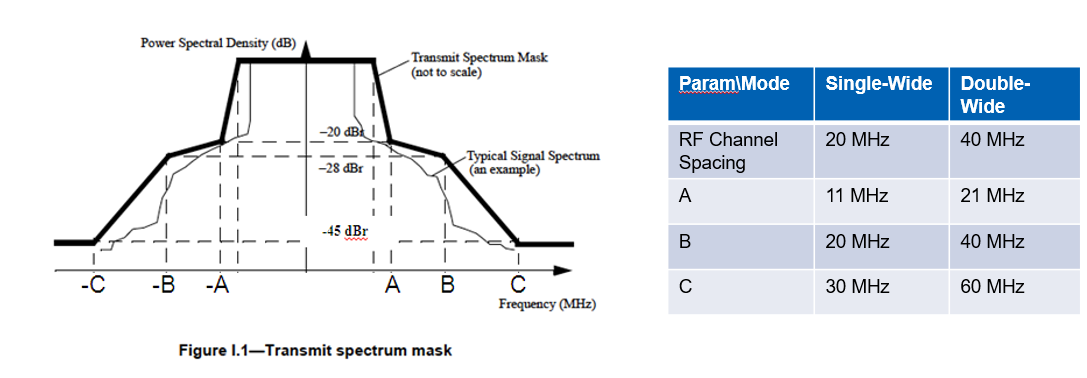 Power Spectral Density (dB)
Transmit Spectrum Mask
(not to scale)
–20 dBr
Typical Signal Spectrum
(an example)
–28 dBr
-45 dBr
-C -B -A A B C
Frequency (MHz)
Figure I.1—Transmit spectrum mask
Param\Mode Single-Wide Double-
Wide
RF Channel 20 MHz 40 MHz
Spacing
A 11 MHz 21 MHz
B 20 MHz 40 MHz
C 30 MHz 60 MHz